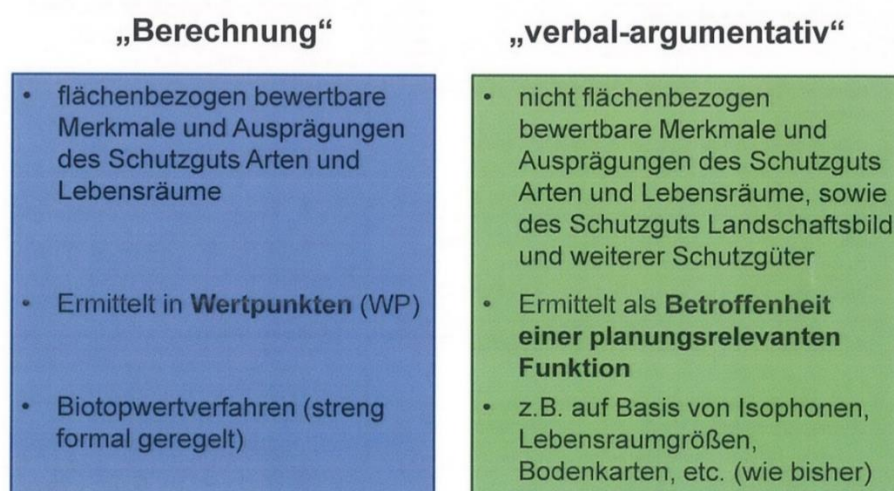 „Berechnung“
• flächenbezogen bewertbare
Merkmale und Ausprägungen
des Schutzguts Arten und
Lebensräume
• Ermittelt in Wertpunkten (WP)
• Biotopwertverfahren (streng
formal geregelt)
„verbal-argumentativ“
• nicht flächenbezogen
bewertbare Merkmale und
Ausprägungen des Schutzguts
Arten und Lebensräume, sowie
des Schutzguts Landschaftsbild
und weiterer Schutzgüter
• Ermittelt als Betroffenheit
einer planungsrelevanten
Funktion
• z.B. auf Basis von Isophonen,
Lebensraumgrößen,
Bodenkarten, etc. (wie bisher)